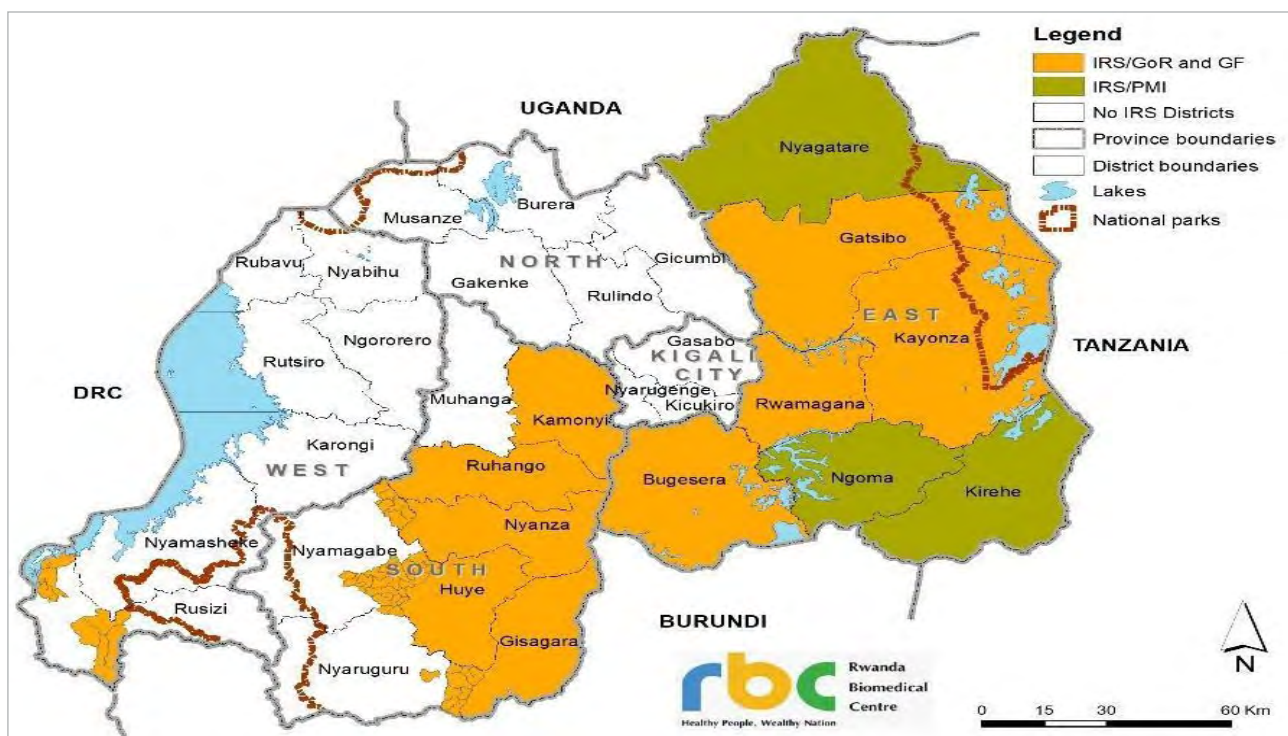 Legend
IRS/GoR and GF
IRS/PMI
No IRS Districts
Province boundaries
District boundaries
Lakes
National parks
UGANDA
Nyagatare
Burera
Musanze
Gatsibo
Rubavu
Nyabihu
NORTH
Gicumbi
Gakenke
Rulindo
EAST
Kayonza
Ngororero
Gasabo
KIGALI
CITY
TANZANIA
Rutsiro
DRC
Muhanga
Nyarugenge
Kicukiro
Rwamagana
Kamonyi
Karongi
WEST
Ruhango
Bugesera
Ngoma
Kirehe
Nyanza
Nyamasheke
Nyamagabe
SOUTH
Huye
Rusizi
BURUNDI
Gisagara
Nyaruguru
rbc
Rwanda
Biomedical
Centre
Healthy People, Wealthy Nation
N
0 15 30 60 Km